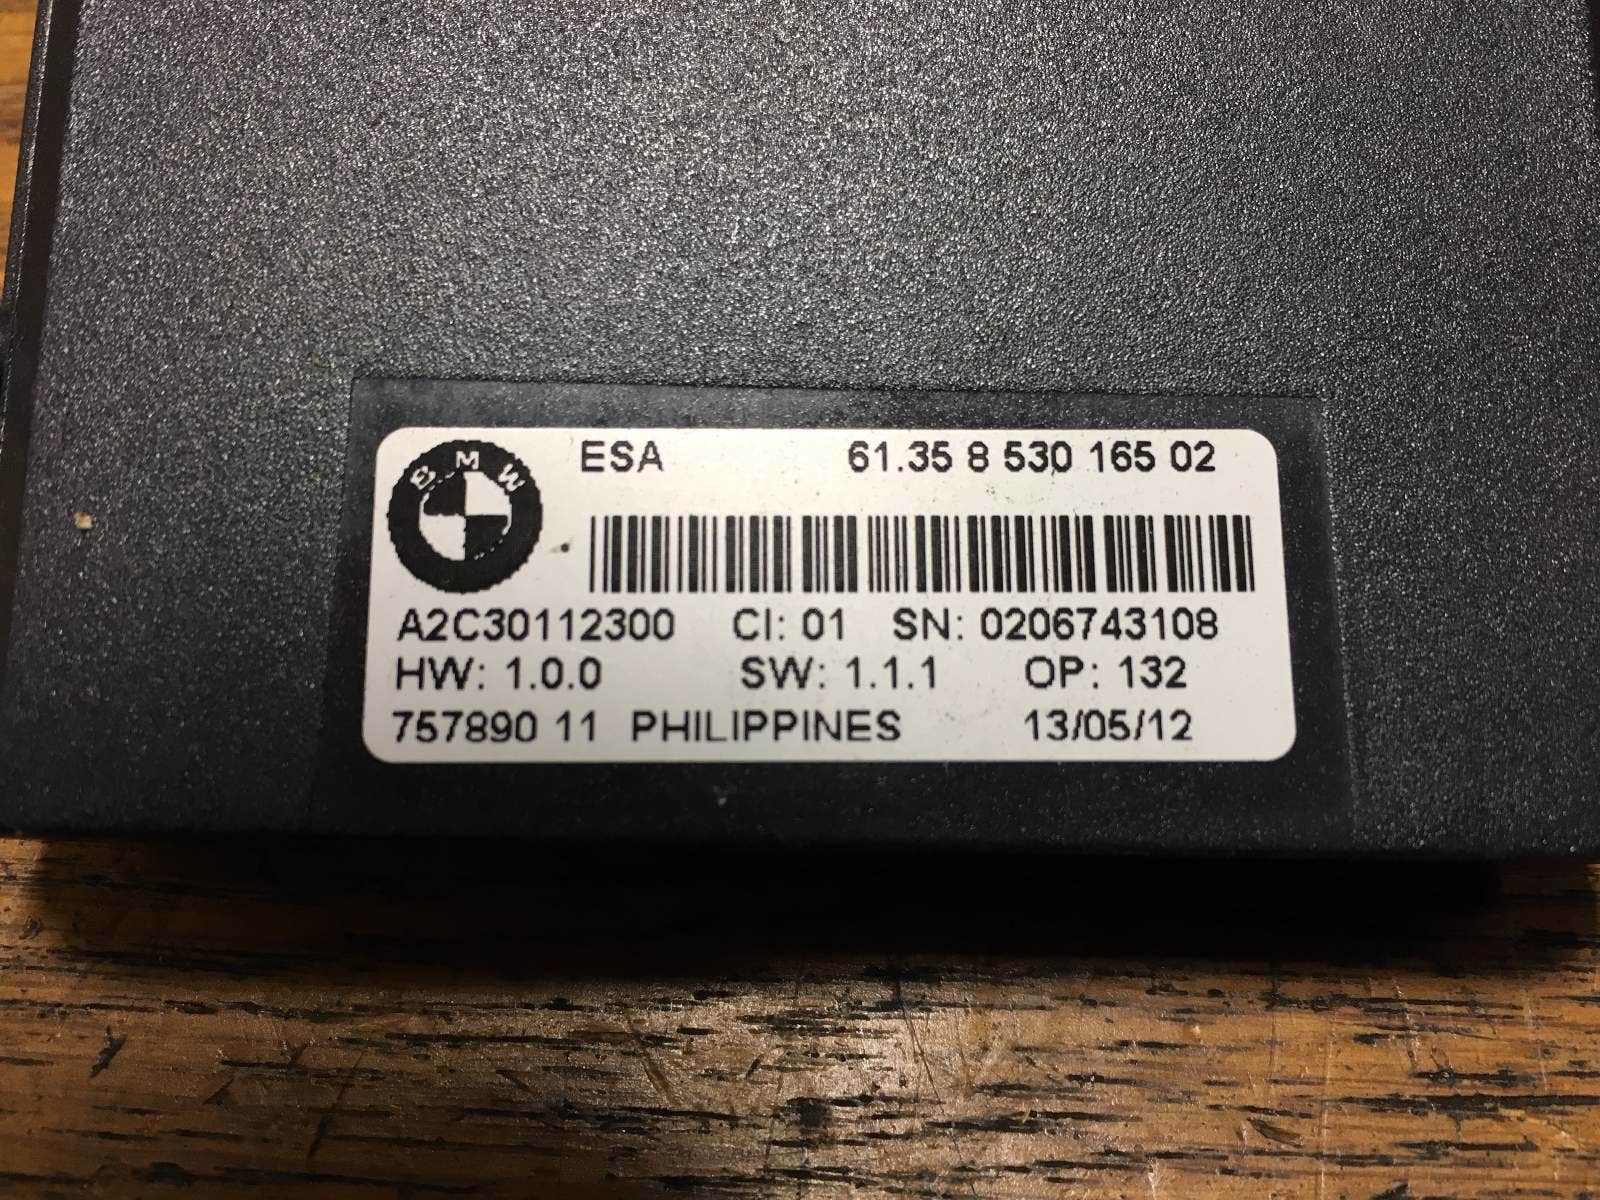 BMW
ESA 61.35 8 530 165 02
A2C30112300 CI: 01 SN: 0206743108
HW: 1.0.0 SW: 1.1.1 OP: 132
757890 11 PHILIPPINES 13/05/12